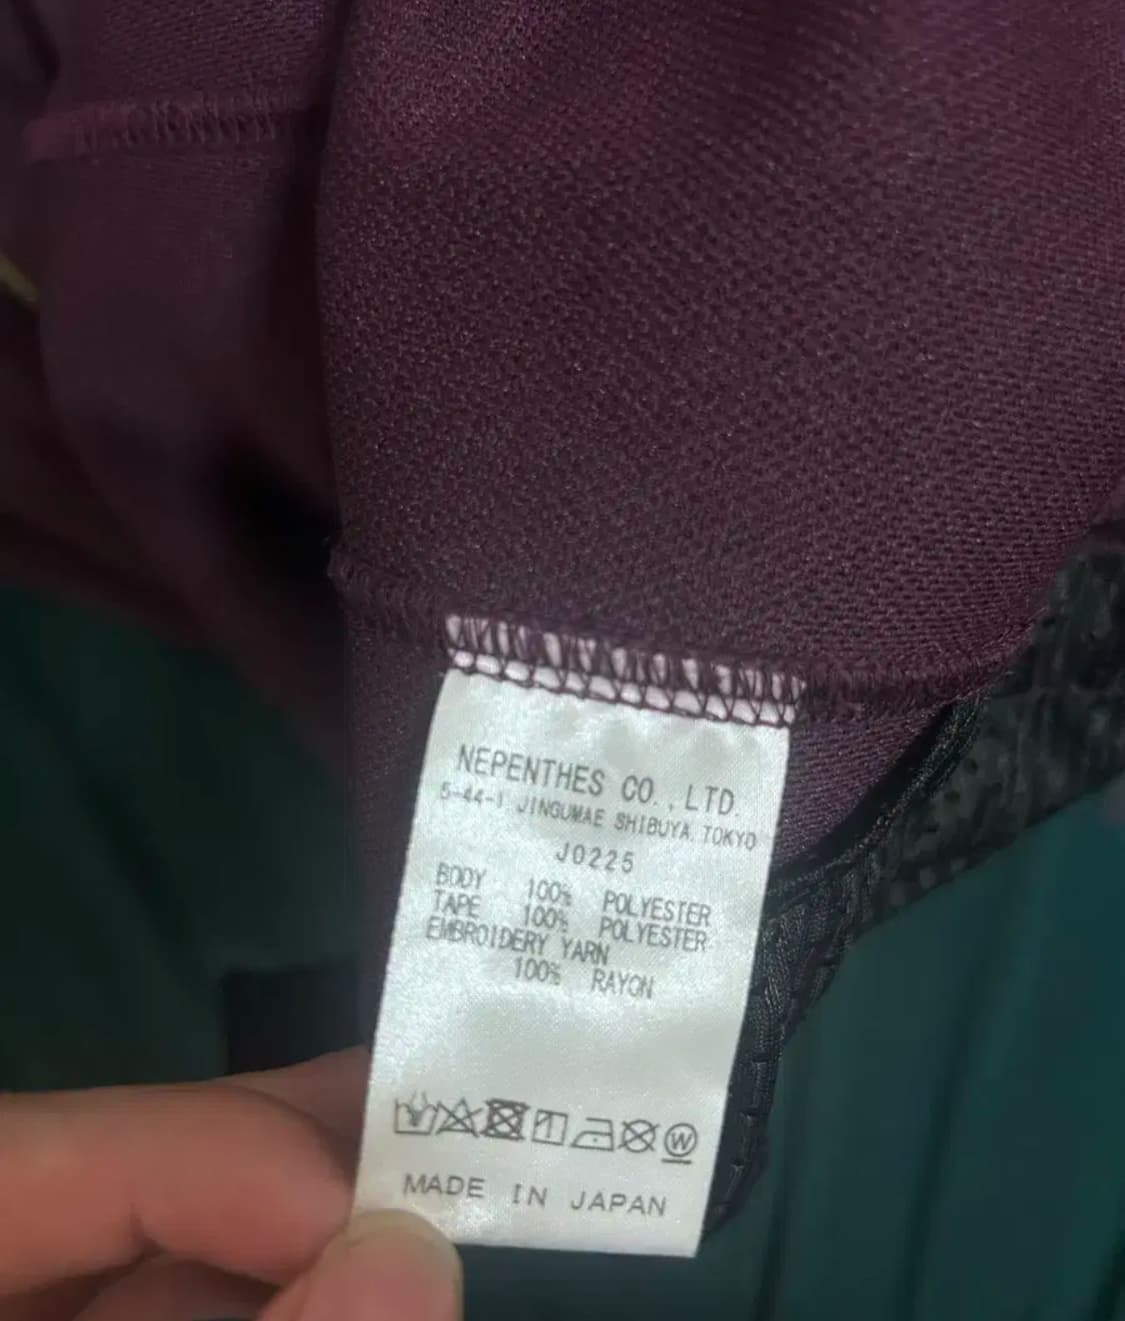 NEPENTHES CO., LTD.
5-44-1 JINGUMAE SHIBUYA, TOKYO
J0225
BODY 100% POLYESTER
TAPE 100% POLYESTER
EMBROIDERY YARN
100% RAYON
W
MADE IN JAPAN